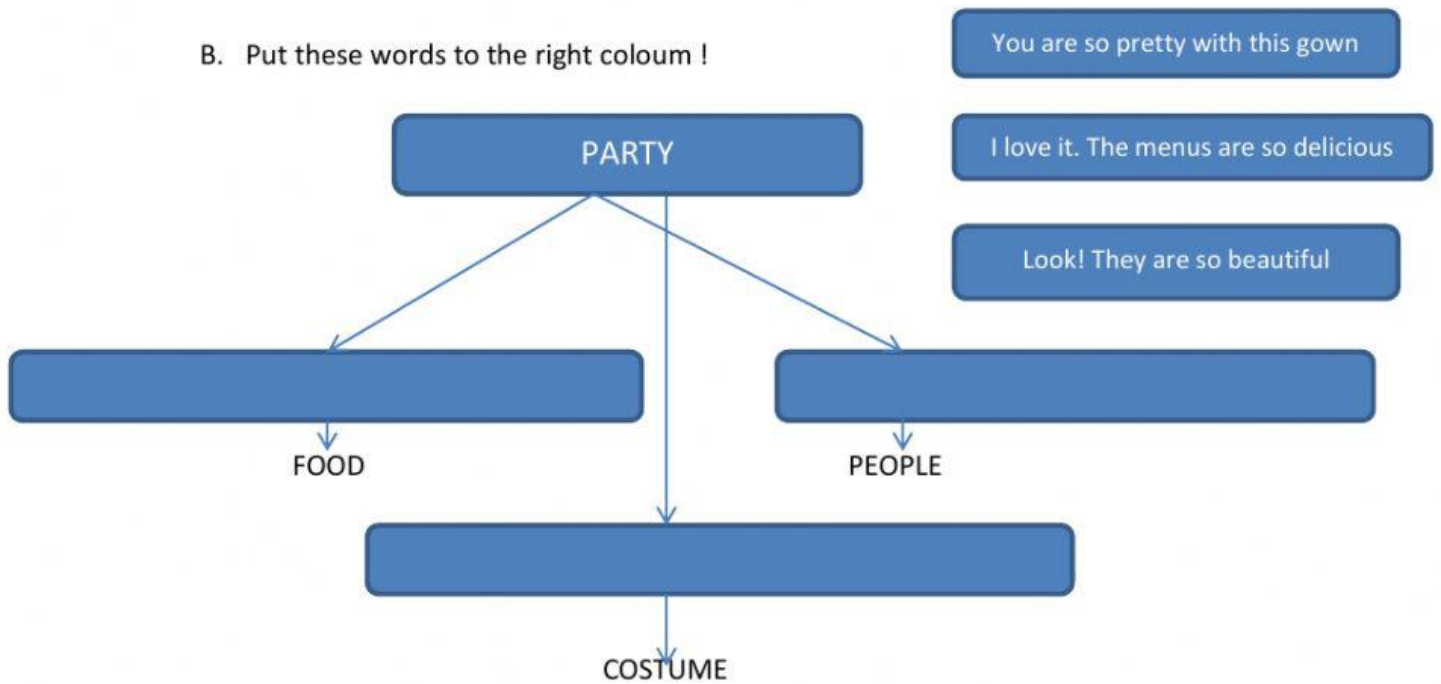 B. Put these words to the right coloum !
You are so pretty with this gown
PARTY
I love it. The menus are so delicious
Look! They are so beautiful
FOOD
PEOPLE
COSTUME